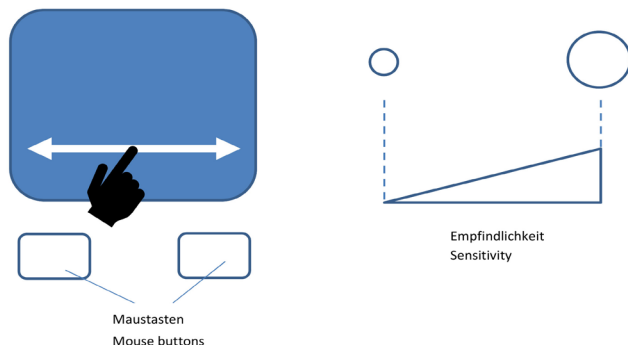 Empfindlichkeit
Sensitivity
Maustasten
Mouse buttons